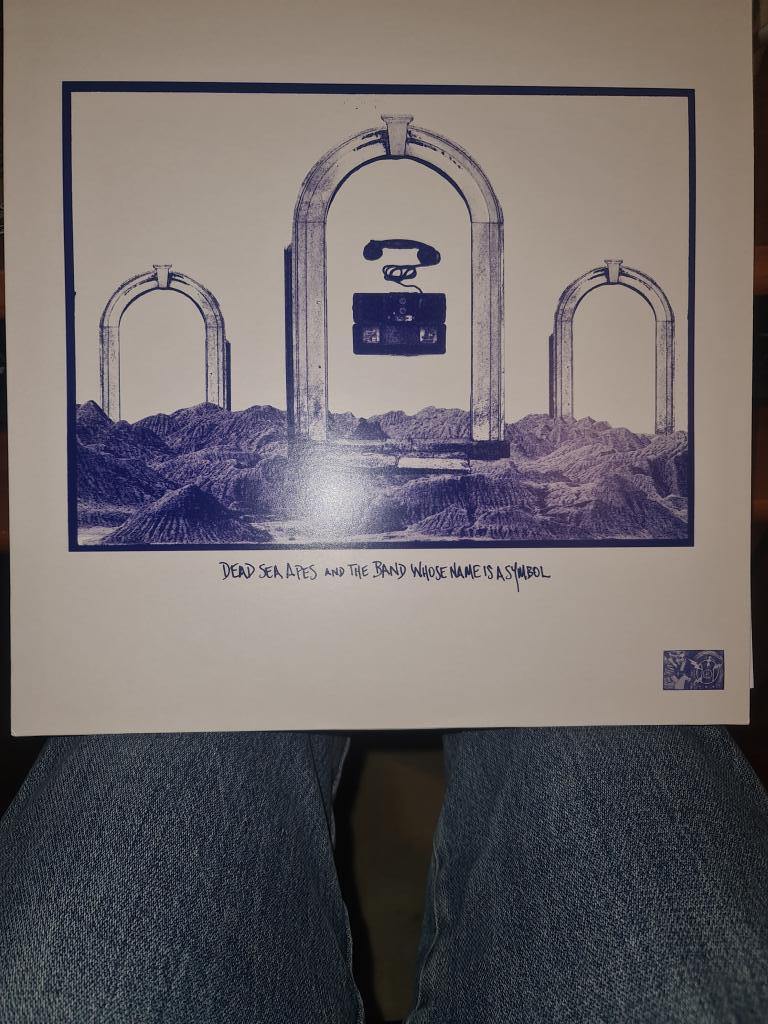 DEAD SEA APES AND THE BAND WHOSE NAME IS A SYMBOL